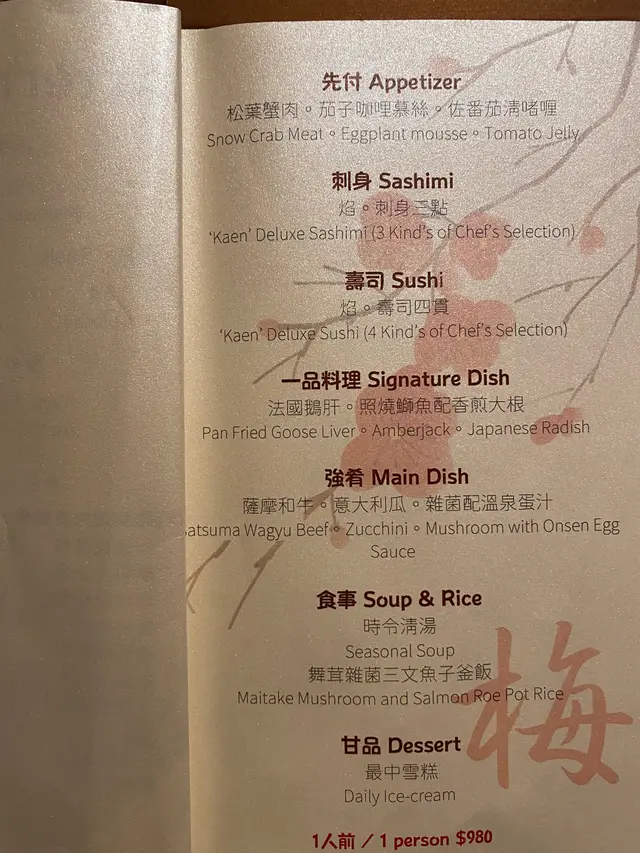 先付 Appetizer
松葉蟹肉。茄子咖哩慕絲。佐番茄清啫喱
Snow Crab Meat。Eggplant mousse。Tomato Jelly
刺身 Sashimi
焰。刺身三點
‘Kaen’ Deluxe Sashimi (3 Kind’s of Chef’s Selection)
壽司 Sushi
焰。壽司四貫
‘Kaen’ Deluxe Sushi (4 Kind’s of Chef’s Selection)
一品料理 Signature Dish
法國鵝肝。照燒鰤魚配香煎大根
Pan Fried Goose Liver。Amberjack。Japanese Radish
強肴 Main Dish
薩摩和牛。意大利瓜。雜菌配溫泉蛋汁
Satsuma Wagyu Beef。Zucchini。Mushroom with Onsen Egg
Sauce
食事 Soup & Rice
時令清湯
Seasonal Soup
舞茸雜菌三文魚子釜飯
Maitake Mushroom and Salmon Roe Pot Rice
梅
甘品 Dessert
最中雪糕
Daily Ice-cream
1人前 / 1 person $980